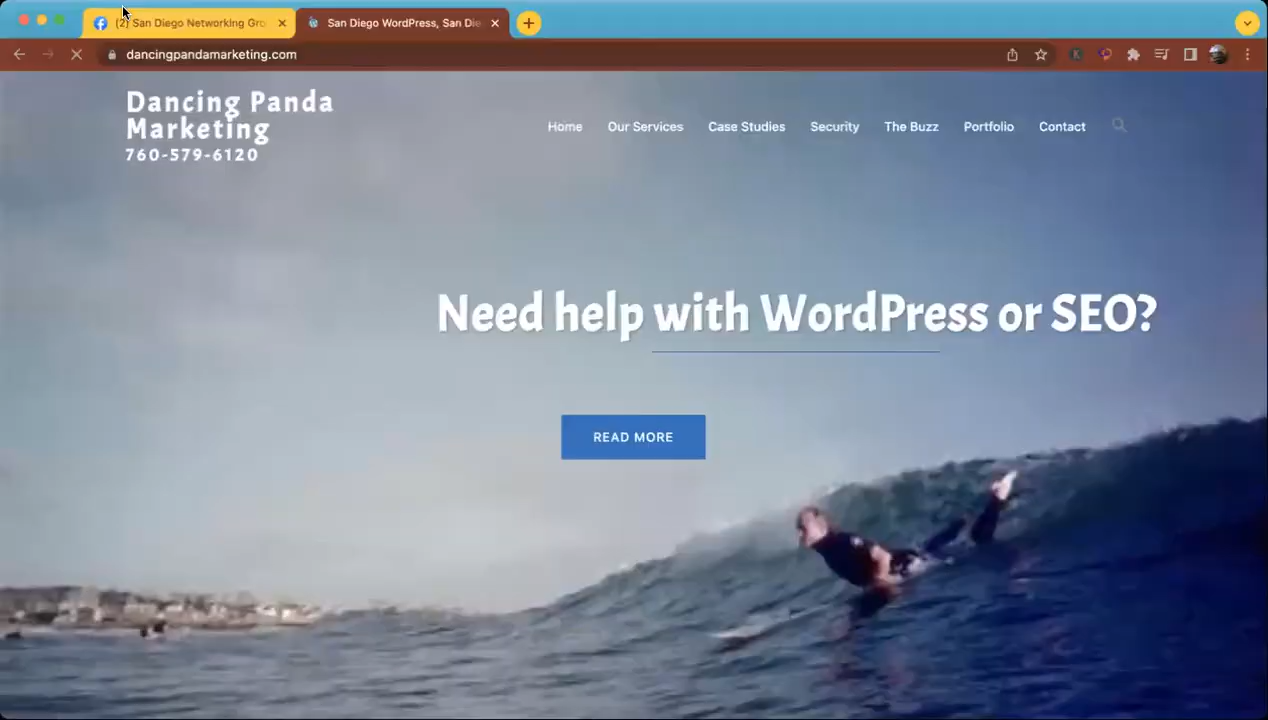 (2) San Diego Networking Gro
San Diego WordPress, San Die
dancingpandamarketing.com
Dancing Panda
Marketing
760-579-6120
Home Our Services Case Studies Security The Buzz Portfolio Contact
Need help with WordPress or SEO?
READ MORE